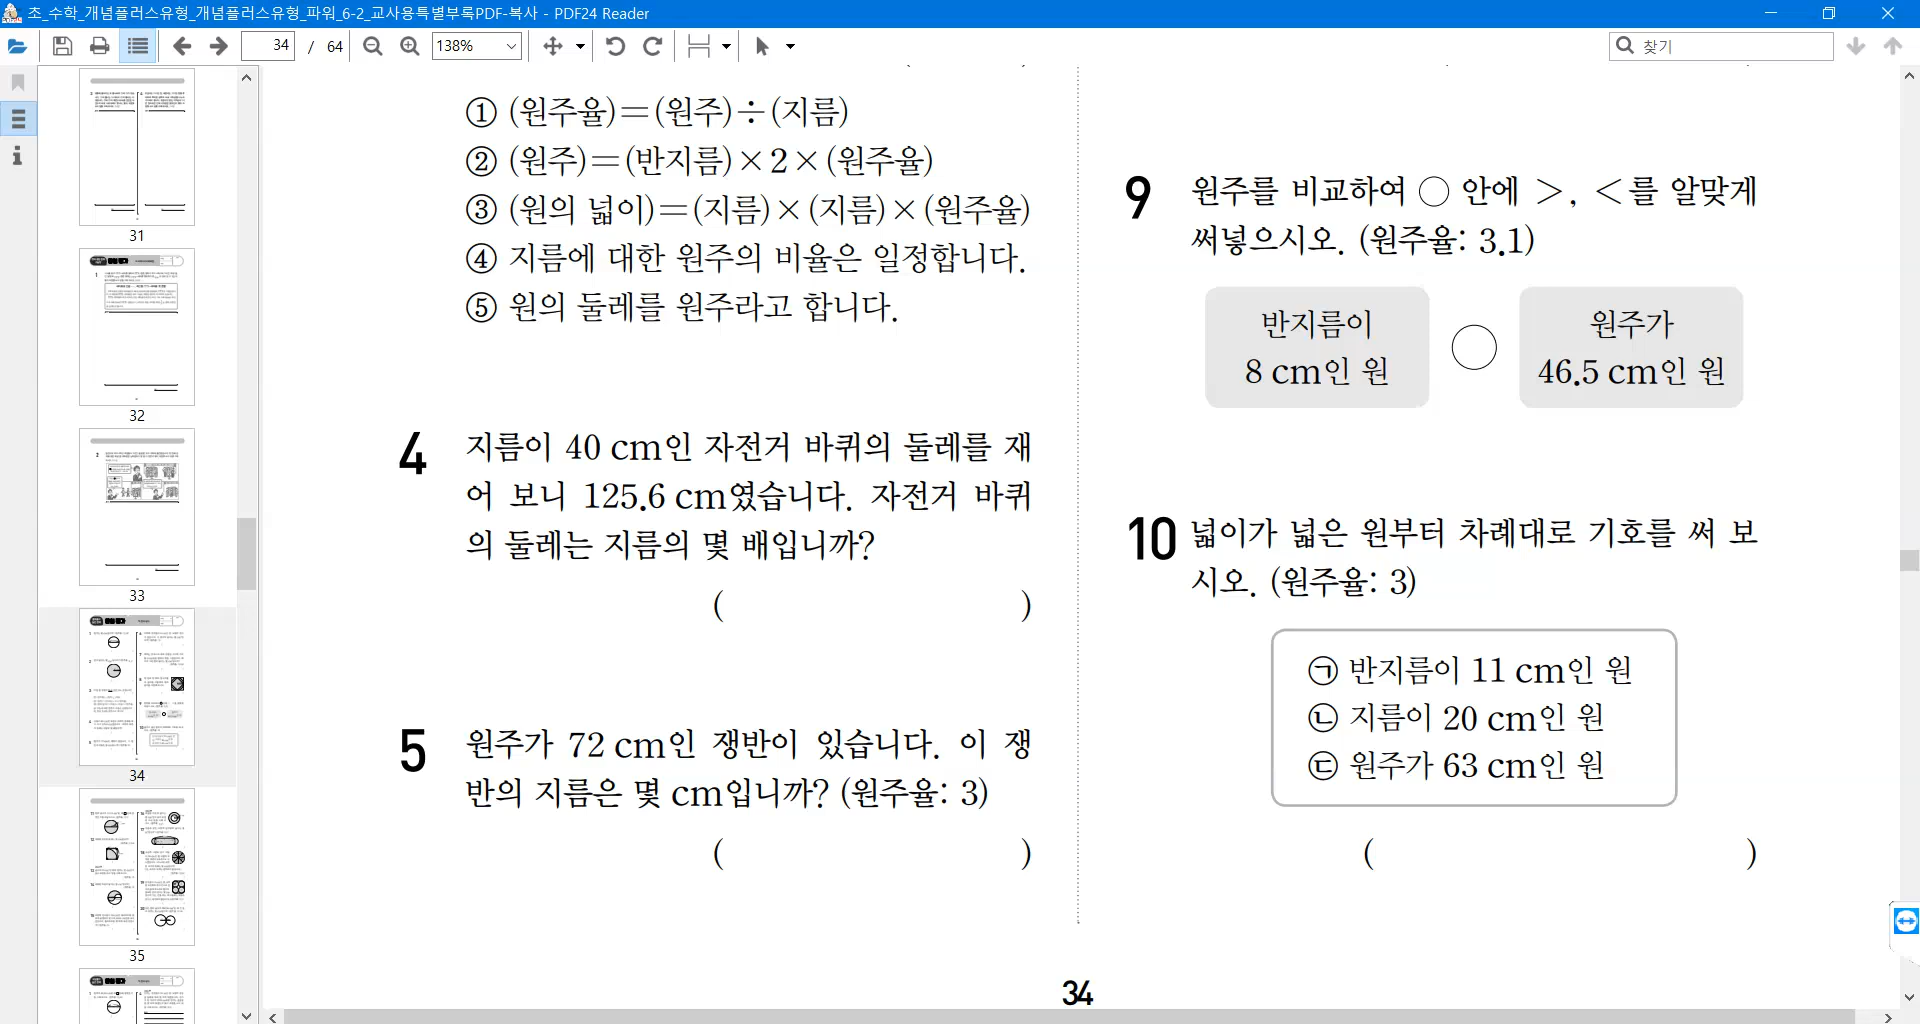 초_수학_개념플러스유형_개념플러스유형_파워_6-2_교사용특별부록PDF-복사 - PDF24 Reader
34 / 64
138%
찾기
31
32
33
34
35
① (원주율)=(원주)÷(지름)
② (원주)=(반지름)×2×(원주율)
③ (원의 넓이)=(지름)×(지름)×(원주율)
④ 지름에 대한 원주의 비율은 일정합니다.
⑤ 원의 둘레를 원주라고 합니다.
4 지름이 40 cm인 자전거 바퀴의 둘레를 재
어 보니 125.6 cm였습니다. 자전거 바퀴
의 둘레는 지름의 몇 배입니까?
( )
5 원주가 72 cm인 쟁반이 있습니다. 이 쟁
반의 지름은 몇 cm입니까? (원주율: 3)
( )
9 원주를 비교하여 ○ 안에 >, <를 알맞게
써넣으시오. (원주율: 3.1)
반지름이
8 cm인 원
원주가
46.5 cm인 원
10 넓이가 넓은 원부터 차례대로 기호를 써 보
시오. (원주율: 3)
㉠ 반지름이 11 cm인 원
㉡ 지름이 20 cm인 원
㉢ 원주가 63 cm인 원
( )
34